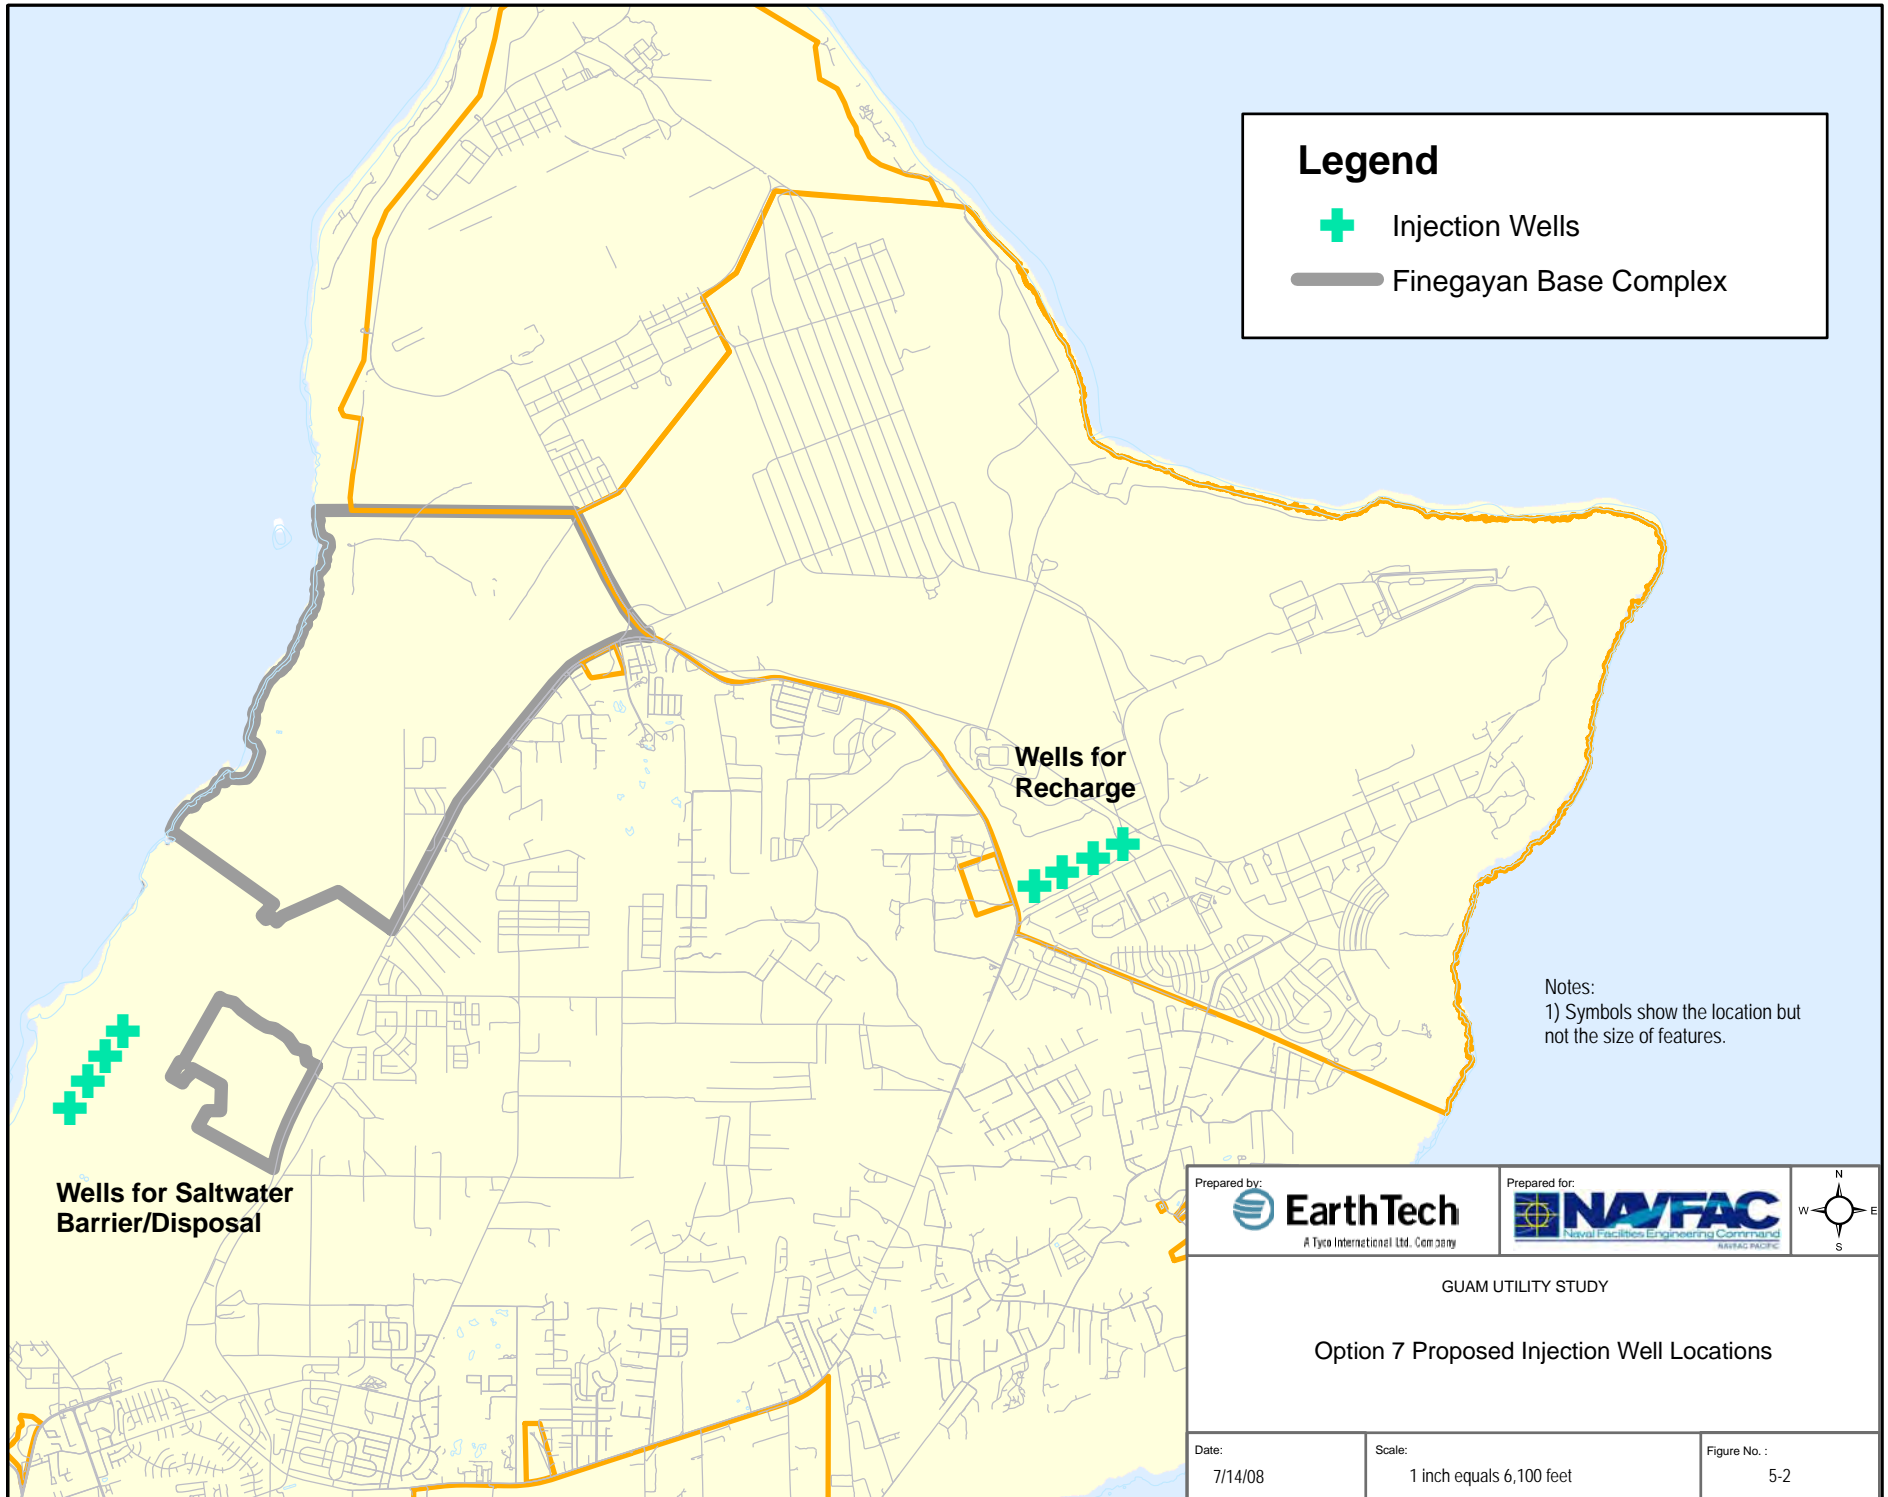 Legend
Injection Wells
Finegayan Base Complex
Wells for
Recharge
Notes:
1) Symbols show the location but
not the size of features.
Wells for Saltwater
Barrier/Disposal
Prepared by:
EarthTech
A Tyco International Ltd. Company
Prepared for:
NAVFAC
Naval Facilities Engineering Command
NAVFAC PACIFIC
N
W
E
S
GUAM UTILITY STUDY
Option 7 Proposed Injection Well Locations
Date:
7/14/08
Scale:
1 inch equals 6,100 feet
Figure No. :
5-2